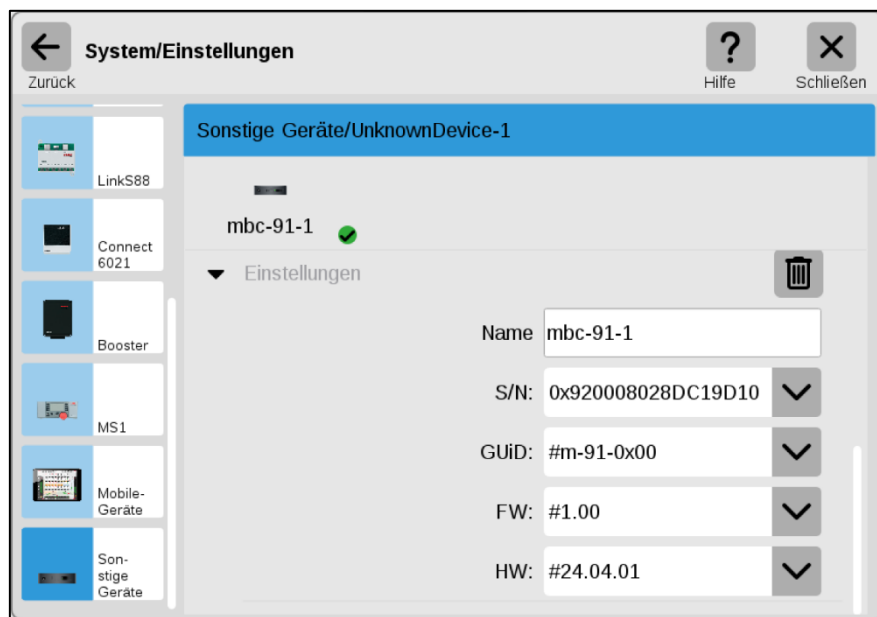 System/Einstellungen
Zurück
Hilfe
Schließen
LinkS88
Connect
6021
Booster
MS1
Mobile-
Geräte
Son-
stige
Geräte
Sonstige Geräte/UnknownDevice-1
mbc-91-1
Einstellungen
Name mbc-91-1
S/N: 0x920008028DC19D10
GUiD: #m-91-0x00
FW: #1.00
HW: #24.04.01